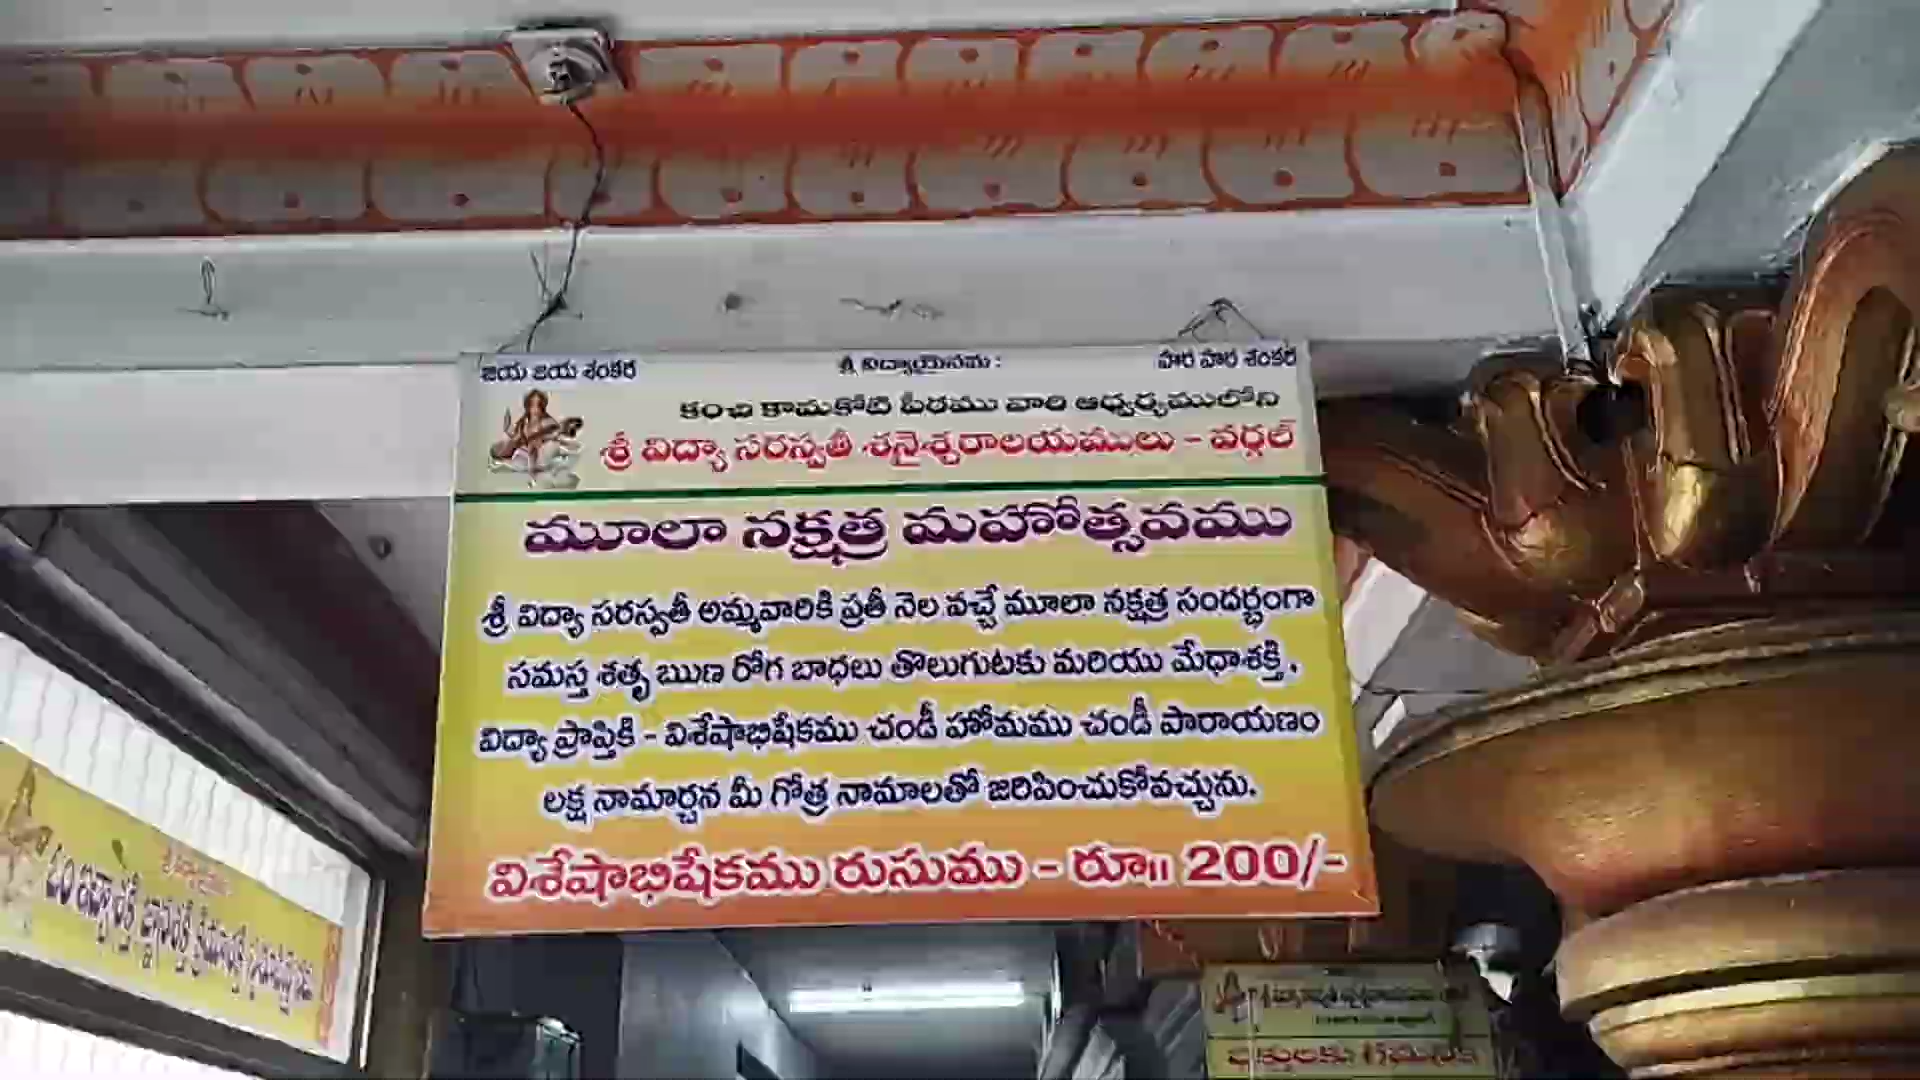 జయ జయ శంకర శ్రీ విద్యాయైనమః హర హర శంకర
కంచి కామకోటి పీఠము వారి ఆధ్వర్యములోని
శ్రీ విద్యా సరస్వతీ శనైశ్చరాలయములు - వర్గల్
మూలా నక్షత్ర మహోత్సవము
శ్రీ విద్యా సరస్వతీ అమ్మవారికి ప్రతీ నెల వచ్చే మూలా నక్షత్ర సందర్భంగా
సమస్త శతృ ఋణ రోగ బాధలు తొలుగుటకు మరియు మేధాశక్తి,
విద్యా ప్రాప్తికి - విశేషాభిషేకము చండీ హోమము చండీ పారాయణం
లక్ష నామార్చన మీ గోత్ర నామాలతో జరిపించుకోవచ్చును.
విశేషాభిషేకము రుసుము - రూ॥ 200/-